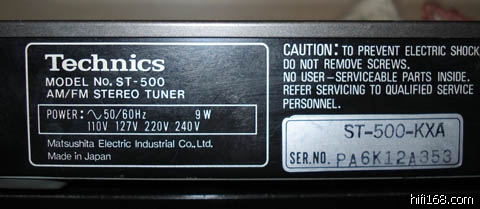 Technics
MODEL No. ST-500
AM/FM STEREO TUNER
POWER: ∿50/60Hz 9W
110V 127V 220V 240V
Matsushita Electric Industrial Co., Ltd.
Made in Japan
CAUTION: TO PREVENT ELECTRIC SHOCK
DO NOT REMOVE SCREWS.
NO USER-SERVICEABLE PARTS INSIDE.
REFER SERVICING TO QUALIFIED SERVICE
PERSONNEL.
ST-500-KXA
SER.NO. PA6K12A353
hifi168.com